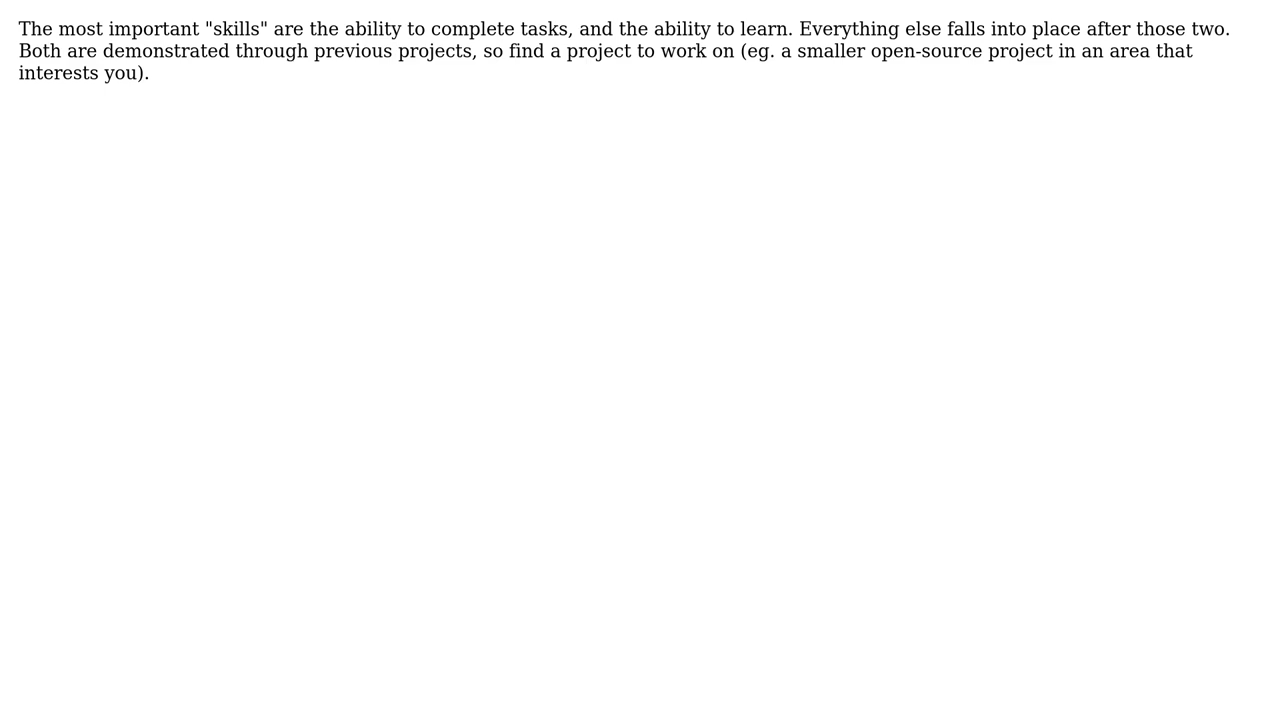 The most important "skills" are the ability to complete tasks, and the ability to learn. Everything else falls into place after those two.
Both are demonstrated through previous projects, so find a project to work on (eg. a smaller open-source project in an area that
interests you).